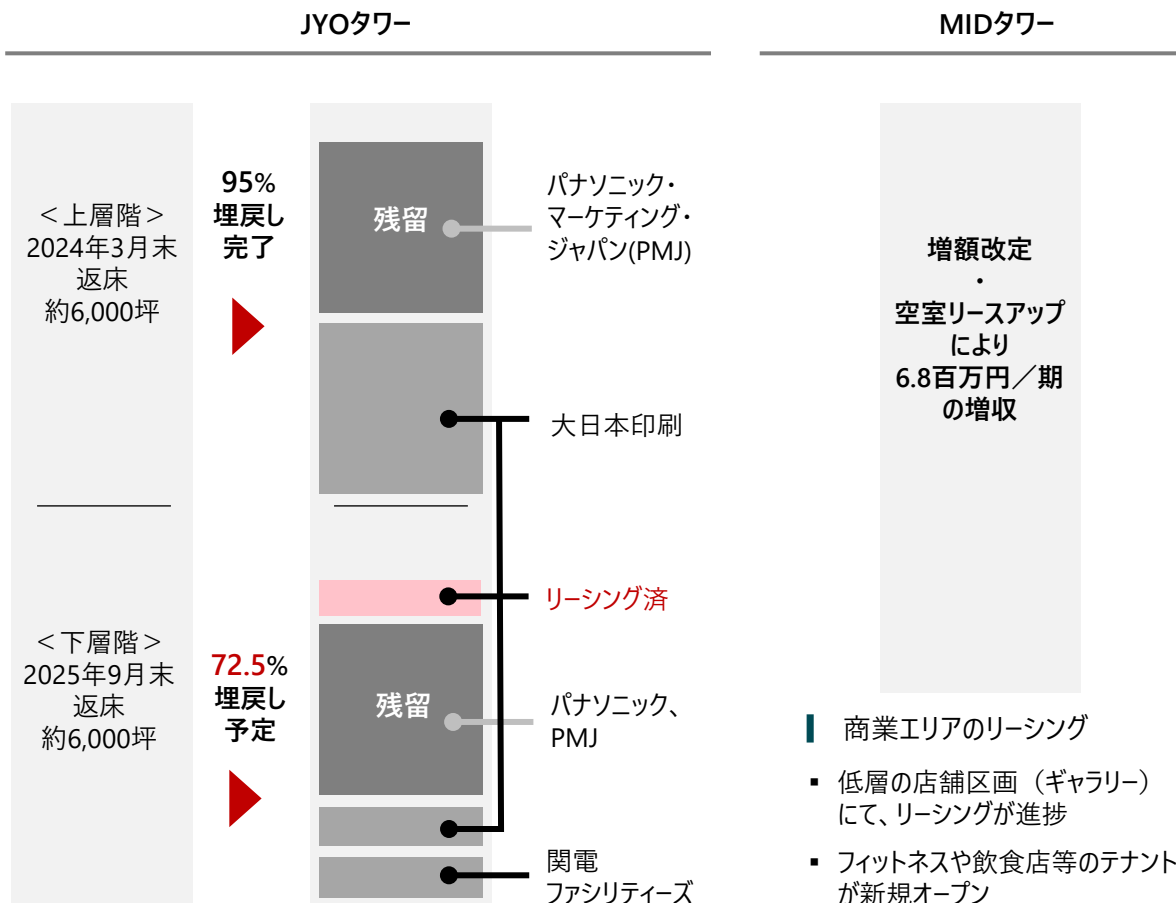 JYOタワー
MIDタワー
＜上層階＞
2024年3月末
返床
約6,000坪
95%
埋戻し
完了
残留
パナソニック・
マーケティング・
ジャパン(PMJ)
大日本印刷
リーシング済
＜下層階＞
2025年9月末
返床
約6,000坪
72.5%
埋戻し
予定
残留
パナソニック、
PMJ
関電
ファシリティーズ
増額改定
・
空室リースアップ
により
6.8百万円／期
の増収
商業エリアのリーシング
▪ 低層の店舗区画（ギャラリー）
にて、リーシングが進捗
▪ フィットネスや飲食店等のテナント
が新規オープン